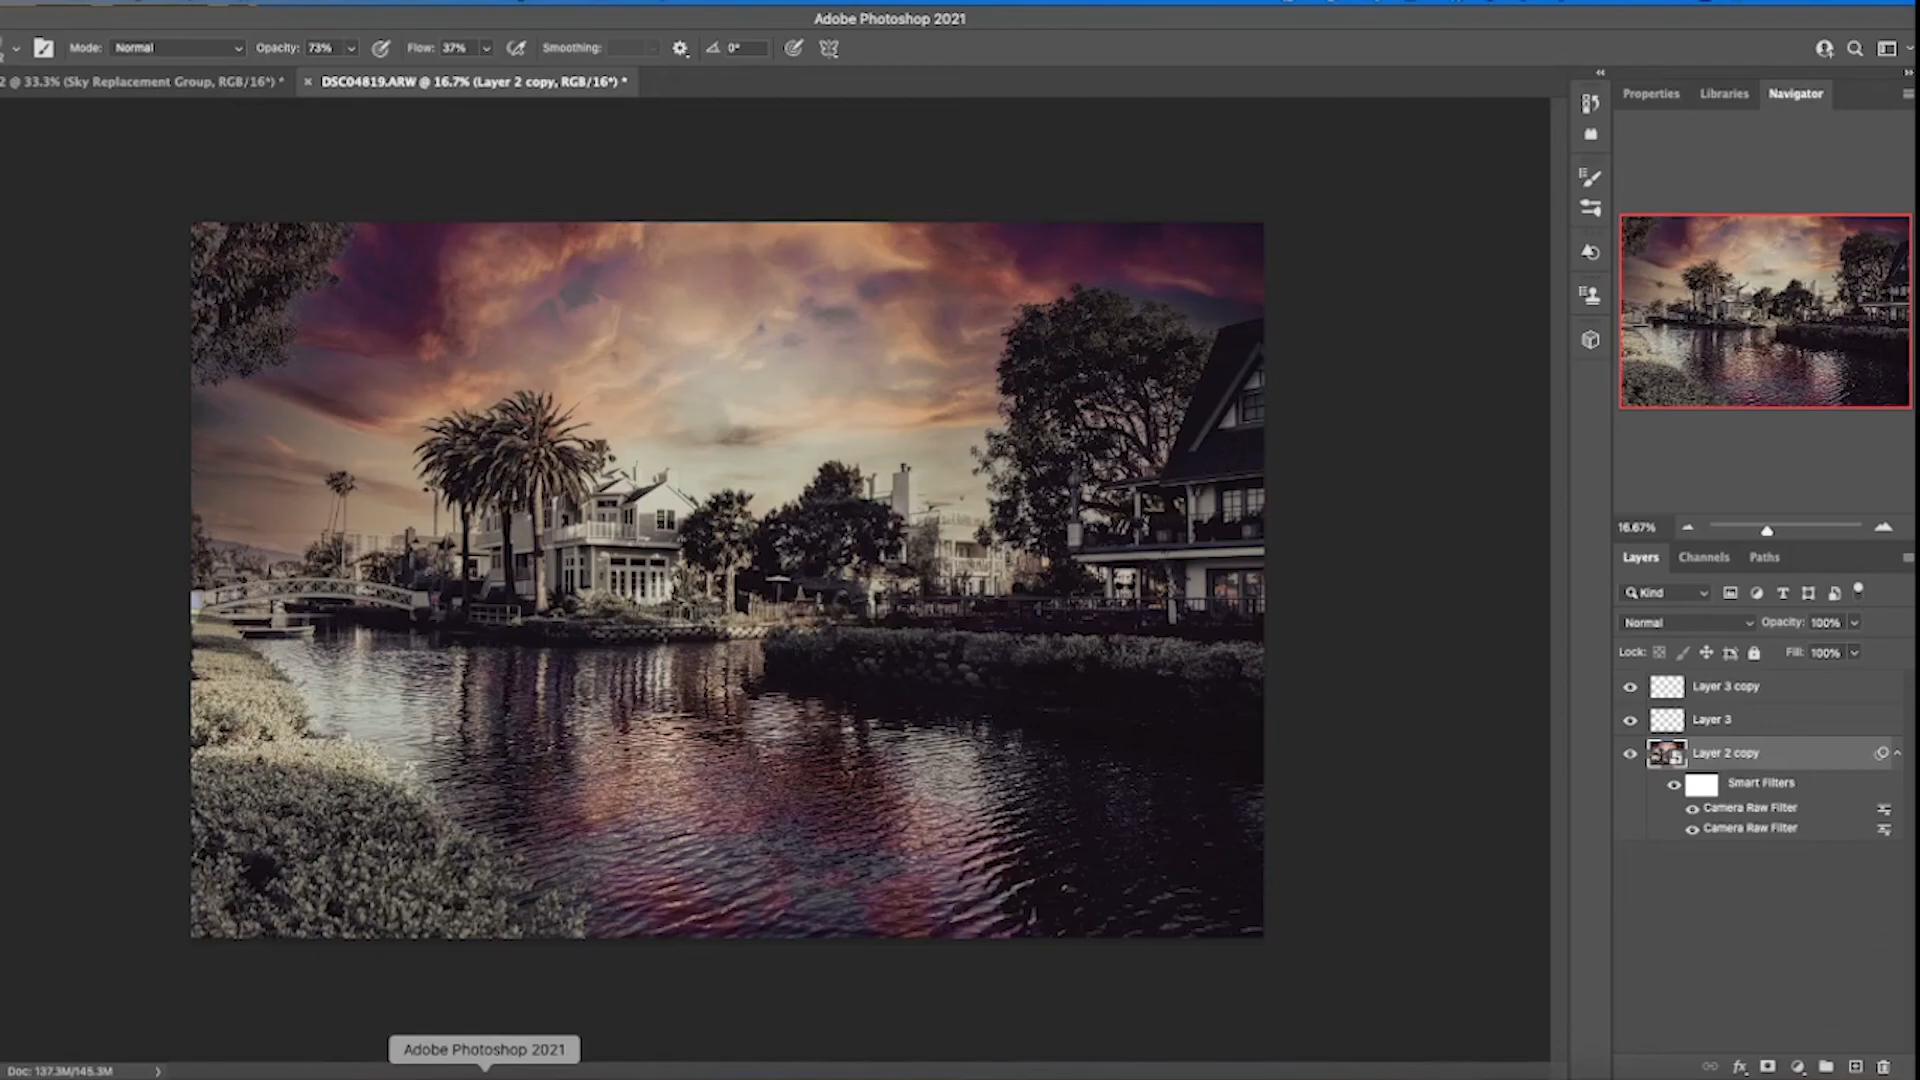 Adobe Photoshop 2021
Mode: Normal Opacity: 73% Flow: 37% Smoothing: 0°
2 @ 33.3% (Sky Replacement Group, RGB/16*) * × DSC04819.ARW @ 16.7% (Layer 2 copy, RGB/16*) *
Properties Libraries Navigator
16.67%
Layers Channels Paths
Kind
Normal Opacity: 100%
Lock: Fill: 100%
Layer 3 copy
Layer 3
Layer 2 copy
Smart Filters
Camera Raw Filter
Camera Raw Filter
Adobe Photoshop 2021
Doc: 137.3M/145.3M